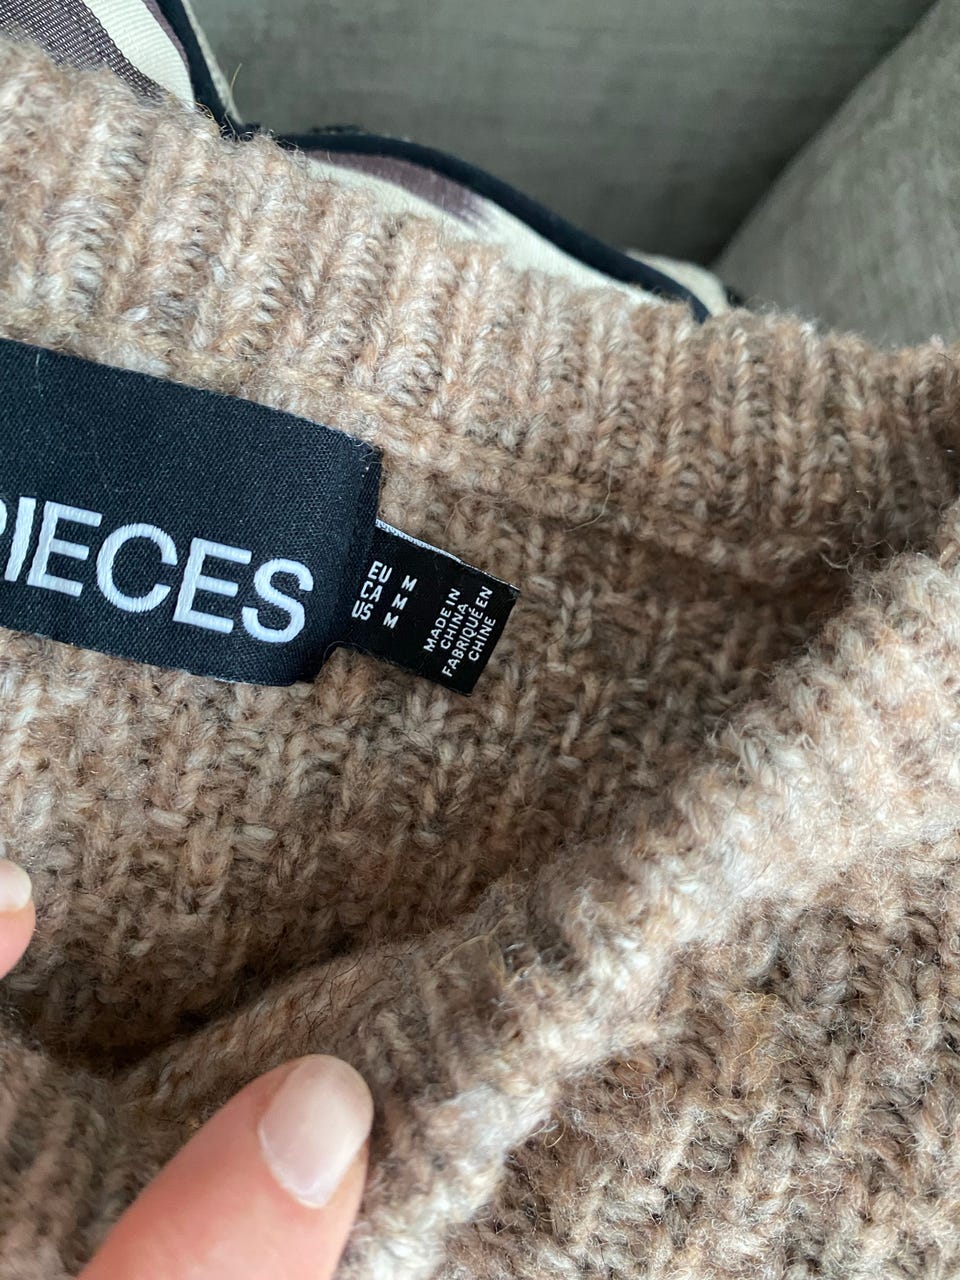 PIECES
EU M
CA M
US M
MADE IN
CHINA
FABRIQUÉ EN
CHINE